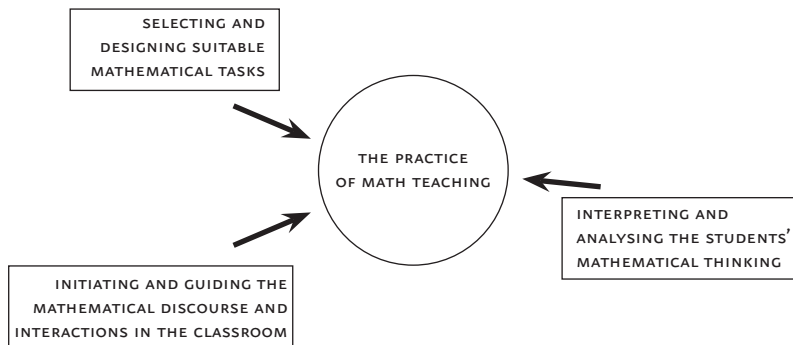 SELECTING AND
DESIGNING SUITABLE
MATHEMATICAL TASKS
THE PRACTICE
OF MATH TEACHING
INTERPRETING AND
ANALYSING THE STUDENTS'
MATHEMATICAL THINKING
INITIATING AND GUIDING THE
MATHEMATICAL DISCOURSE AND
INTERACTIONS IN THE CLASSROOM